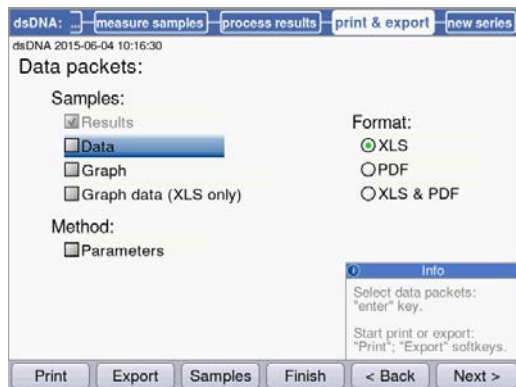 dsDNA: ... measure samples process results print & export new series
dsDNA 2015-06-04 10:16:30
Data packets:
Samples:
Results
Data
Graph
Graph data (XLS only)
Method:
Parameters
Format:
XLS
PDF
XLS & PDF
Info
Select data packets:
"enter" key.
Start print or export:
"Print"; "Export" softkeys.
Print Export Samples Finish < Back Next >